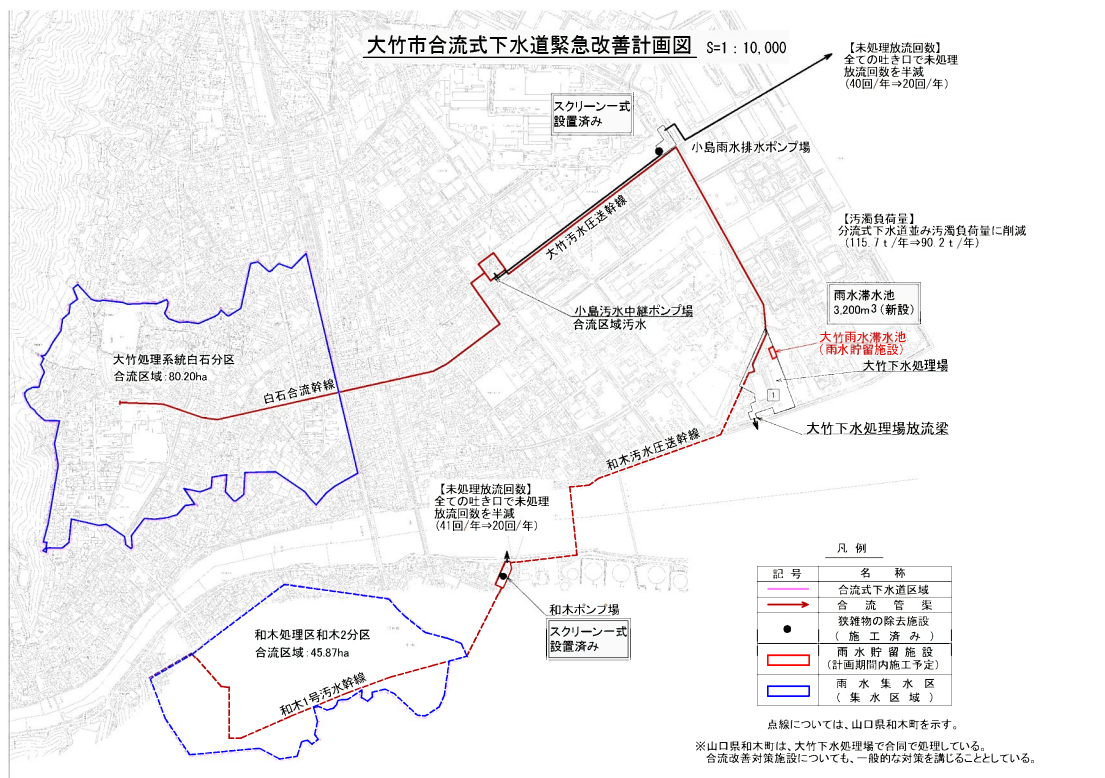 大竹市合流式下水道緊急改善計画図 S=1：10,000
【未処理放流回数】
全ての吐き口で未処理
放流回数を半減
(40回/年⇒20回/年)
スクリーン一式
設置済み
小島雨水排水ポンプ場
大竹汚水圧送幹線
【汚濁負荷量】
分流式下水道並み汚濁負荷量に削減
(115.7ｔ/年⇒90.2ｔ/年)
雨水滞水池
3,200m3(新設)
小島汚水中継ポンプ場
合流区域汚水
大竹雨水滞水池
(雨水貯留施設)
大竹下水処理場
大竹処理系統白石分区
合流区域：80.20ha
白石合流幹線
1
大竹下水処理場放流梁
和木汚水圧送幹線
【未処理放流回数】
全ての吐き口で未処理
放流回数を半減
(41回/年⇒20回/年)
和木ポンプ場
スクリーン一式
設置済み
和木処理区和木2分区
合流区域：45.87ha
和木1号汚水幹線
凡 例
記 号 名 称
合流式下水道区域
合 流 管 渠
狭雑物の除去施設
( 施 工 済 み )
雨 水 貯 留 施 設
(計画期間内施工予定)
雨 水 集 水 区
( 集 水 区 域 )
点線については、山口県和木町を示す。
※山口県和木町は、大竹下水処理場で合同で処理している。
合流改善対策施設についても、一般的な対策を講じることとしている。